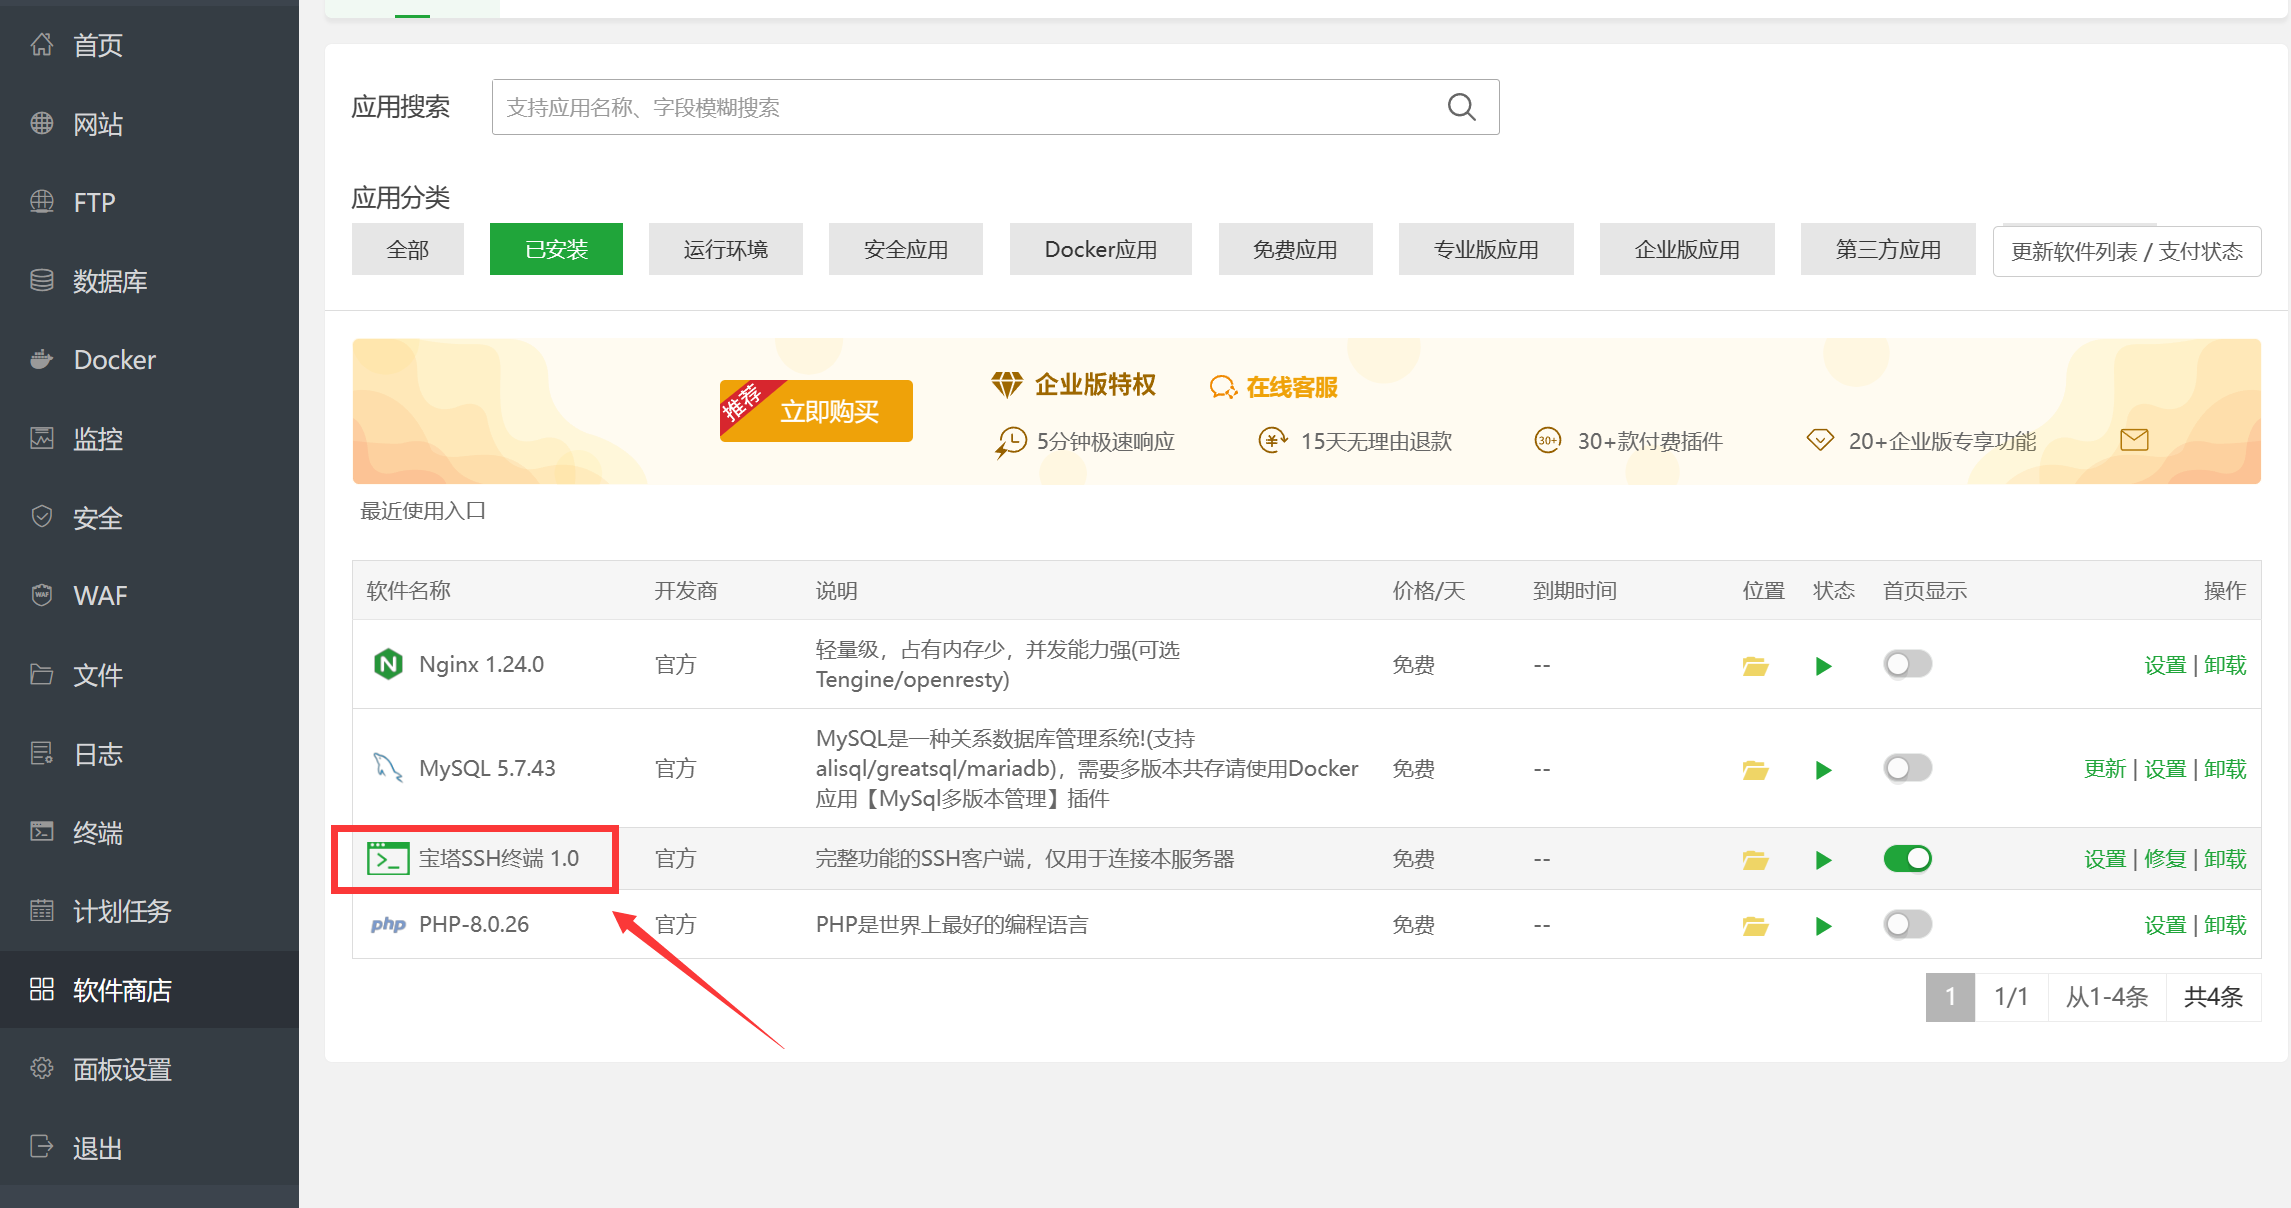 首页
网站
FTP
数据库
Docker
监控
安全
WAF
文件
日志
终端
计划任务
软件商店
面板设置
退出
应用搜索
支持应用名称、字段模糊搜索
应用分类
全部 已安装 运行环境 安全应用 Docker应用 免费应用 专业版应用 企业版应用 第三方应用 更新软件列表 / 支付状态
推荐 立即购买
企业版特权 在线客服
5分钟极速响应 15天无理由退款 30+ 30+款付费插件 20+企业版专享功能
最近使用入口
软件名称 开发商 说明 价格/天 到期时间 位置 状态 首页显示 操作
Nginx 1.24.0 官方 轻量级，占有内存少，并发能力强(可选
Tengine/openresty) 免费 -- 设置 | 卸载
MySQL 5.7.43 官方 MySQL是一种关系数据库管理系统!(支持
alisql/greatsql/mariadb)，需要多版本共存请使用Docker
应用【MySql多版本管理】插件 免费 -- 更新 | 设置 | 卸载
宝塔SSH终端 1.0 官方 完整功能的SSH客户端，仅用于连接本服务器 免费 -- 设置 | 修复 | 卸载
php PHP-8.0.26 官方 PHP是世界上最好的编程语言 免费 -- 设置 | 卸载
1 1/1 从1-4条 共4条